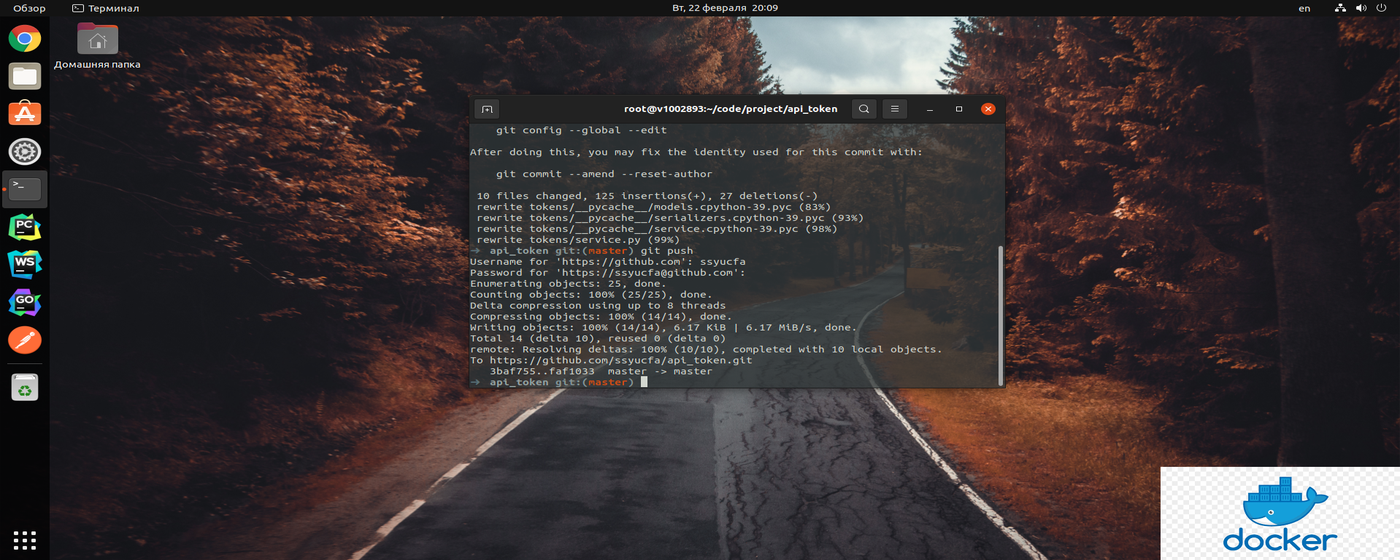 Обзор
Терминал
Вт, 22 февраля 20:09
en
Домашняя папка
root@v1002893:~/code/project/api_token
git config --global --edit
After doing this, you may fix the identity used for this commit with:
git commit --amend --reset-author
10 files changed, 125 insertions(+), 27 deletions(-)
rewrite tokens/__pycache__/models.cpython-39.pyc (83%)
rewrite tokens/__pycache__/serializers.cpython-39.pyc (93%)
rewrite tokens/__pycache__/service.cpython-39.pyc (98%)
rewrite tokens/service.py (99%)
➜ api_token git:(master) git push
Username for 'https://github.com': ssyucfa
Password for 'https://ssyucfa@github.com':
Enumerating objects: 25, done.
Counting objects: 100% (25/25), done.
Delta compression using up to 8 threads
Compressing objects: 100% (14/14), done.
Writing objects: 100% (14/14), 6.17 KiB | 6.17 MiB/s, done.
Total 14 (delta 10), reused 0 (delta 0)
remote: Resolving deltas: 100% (10/10), completed with 10 local objects.
To https://github.com/ssyucfa/api_token.git
3baf755..faf1033 master -> master
➜ api_token git:(master)
>_
PC
WS
GO
docker